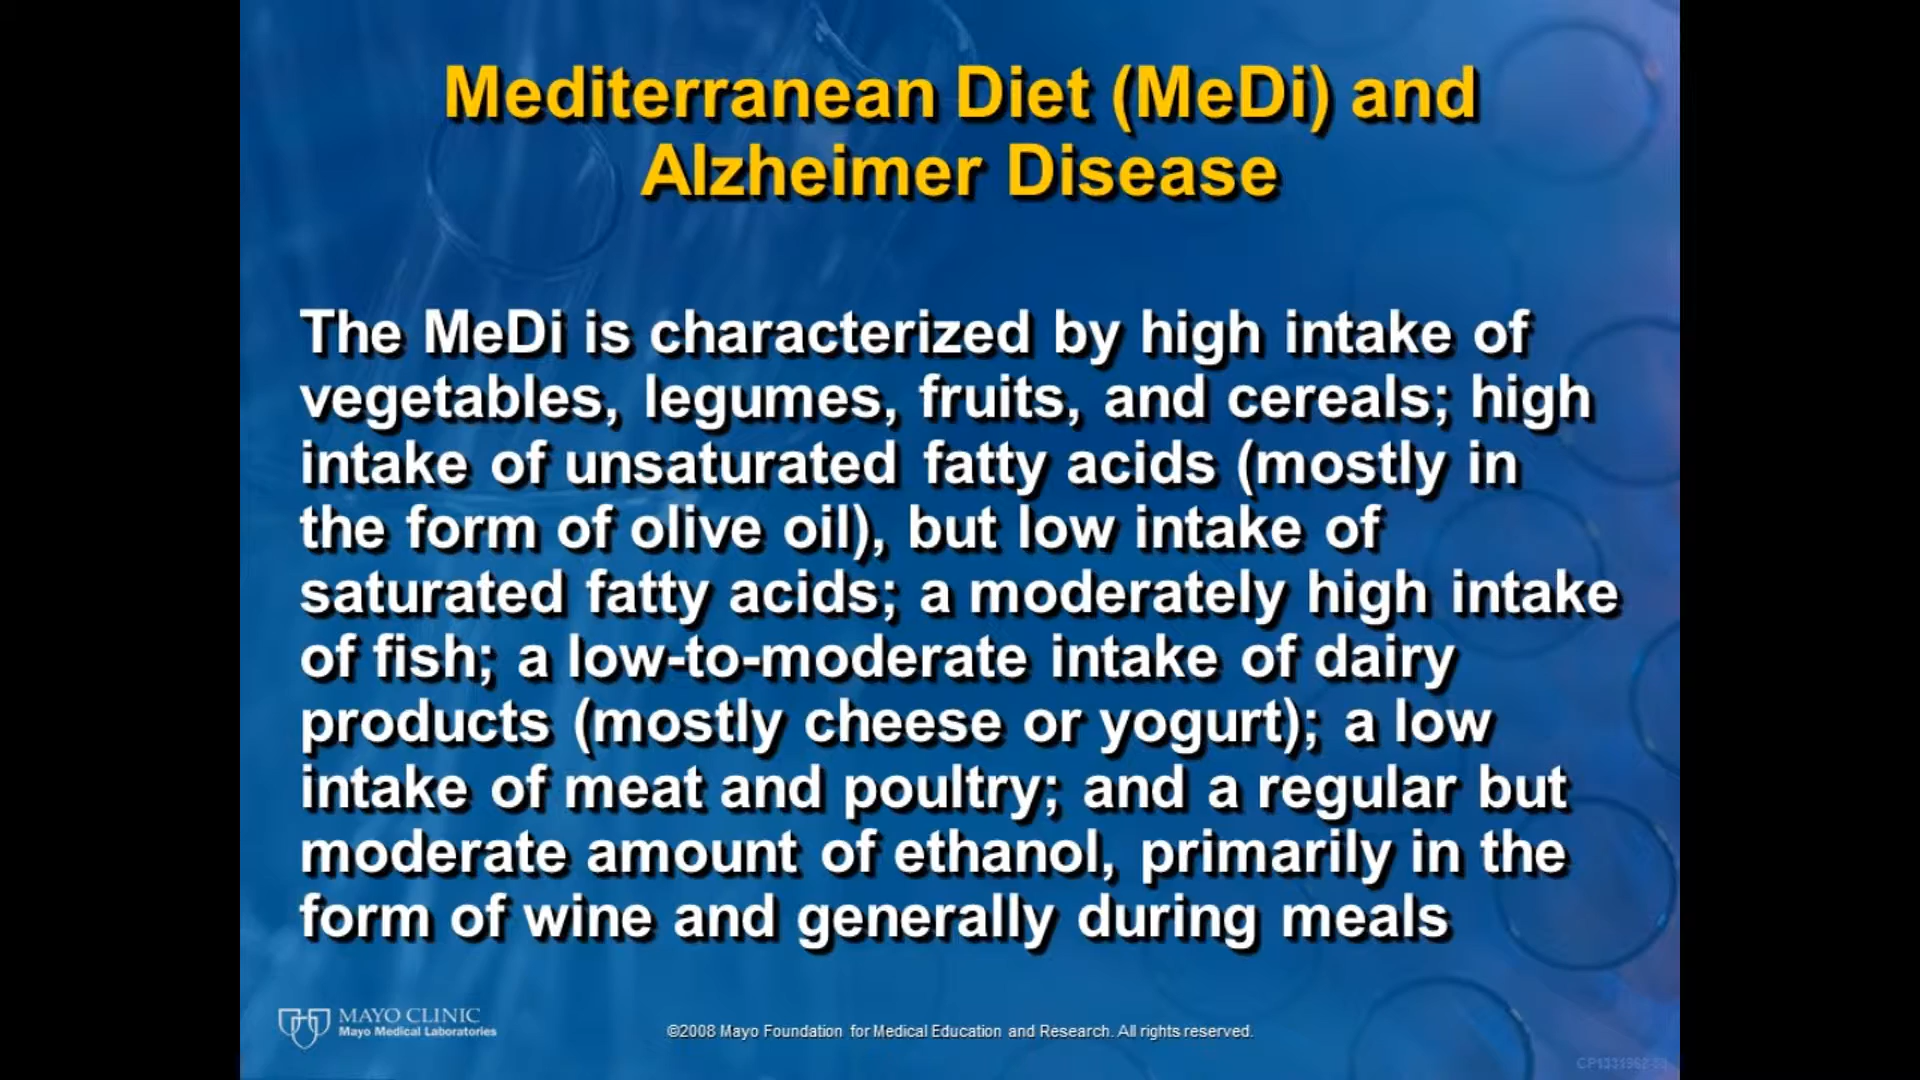 Mediterranean Diet (MeDi) and
Alzheimer Disease
The MeDi is characterized by high intake of
vegetables, legumes, fruits, and cereals; high
intake of unsaturated fatty acids (mostly in
the form of olive oil), but low intake of
saturated fatty acids; a moderately high intake
of fish; a low-to-moderate intake of dairy
products (mostly cheese or yogurt); a low
intake of meat and poultry; and a regular but
moderate amount of ethanol, primarily in the
form of wine and generally during meals
MAYO CLINIC
Mayo Medical Laboratories
©2008 Mayo Foundation for Medical Education and Research. All rights reserved.